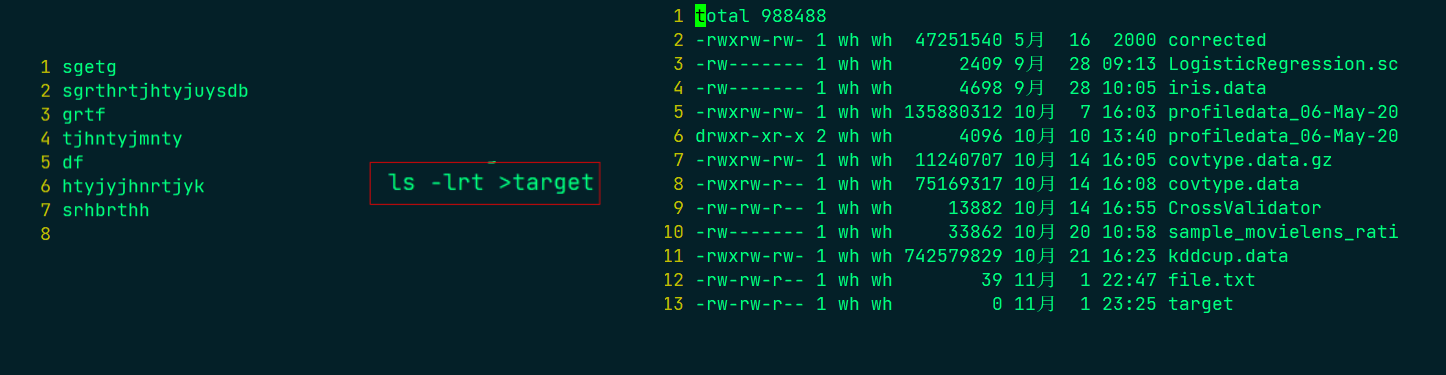 1 sgetg
2 sgrthrtjhtyjuysdb
3 grtf
4 tjhntyjmnty
5 df
6 htyjyjhnrtjyk
7 srhbrthh
8
ls -lrt >target
1 total 988488
2 -rwxrw-rw- 1 wh wh  47251540 5月  16  2000 corrected
3 -rw------- 1 wh wh      2409 9月  28 09:13 LogisticRegression.sc
4 -rw------- 1 wh wh      4698 9月  28 10:05 iris.data
5 -rwxrw-rw- 1 wh wh 135880312 10月  7 16:03 profiledata_06-May-20
6 drwxr-xr-x 2 wh wh      4096 10月 10 13:40 profiledata_06-May-20
7 -rwxrw-rw- 1 wh wh  11240707 10月 14 16:05 covtype.data.gz
8 -rwxrw-r-- 1 wh wh  75169317 10月 14 16:08 covtype.data
9 -rw-rw-r-- 1 wh wh     13882 10月 14 16:55 CrossValidator
10 -rw------- 1 wh wh     33862 10月 20 10:58 sample_movielens_rati
11 -rwxrw-rw- 1 wh wh 742579829 10月 21 16:23 kddcup.data
12 -rw-rw-r-- 1 wh wh        39 11月  1 22:47 file.txt
13 -rw-rw-r-- 1 wh wh         0 11月  1 23:25 target